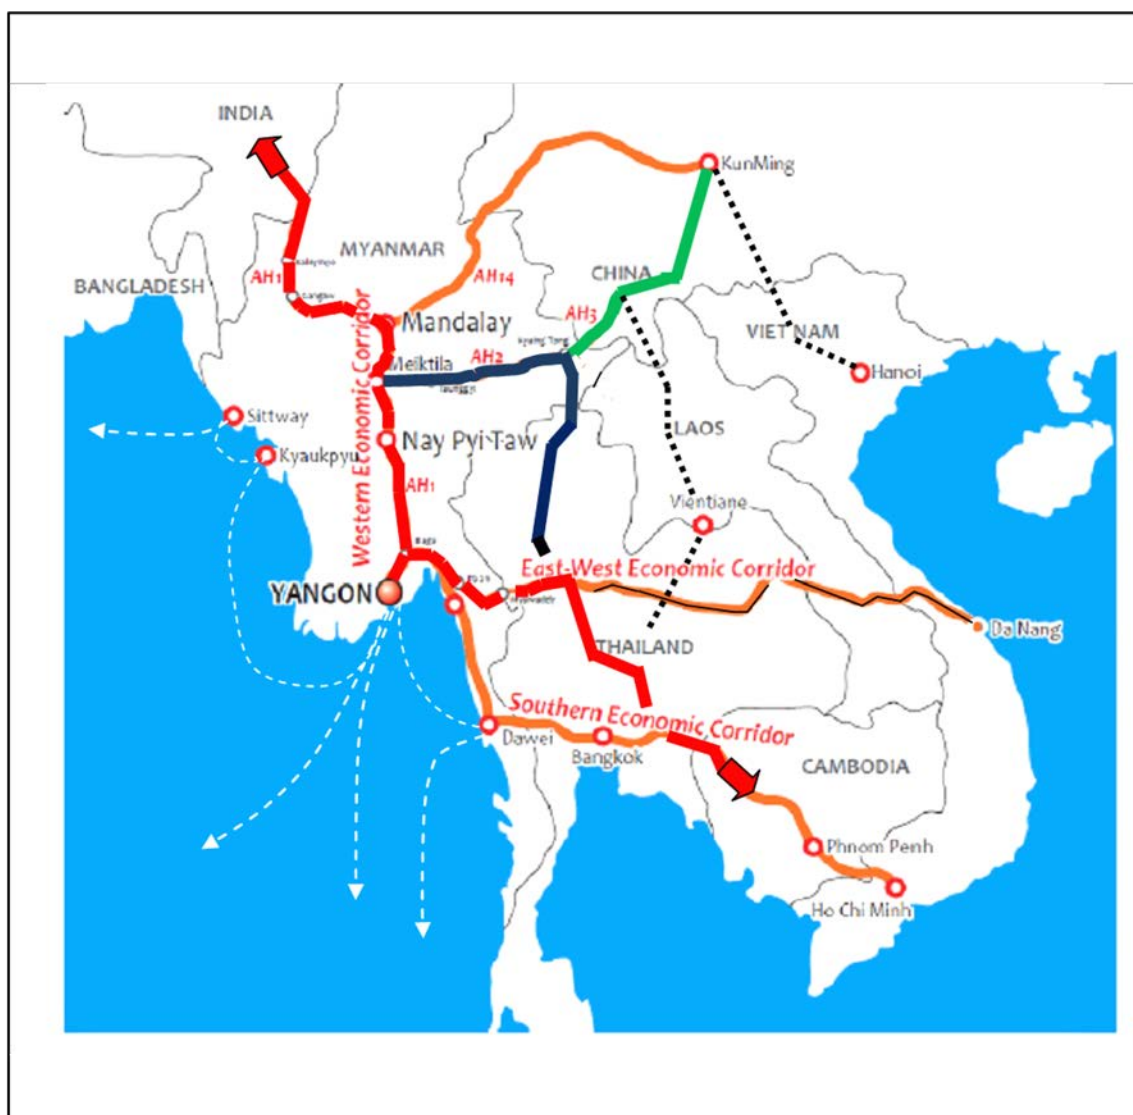 INDIA
KunMing
MYANMAR
AH14
CHINA
BANGLADESH
AH1
VIET NAM
Mandalay
AH3
Kyaing Tong
AH2
Meiktila
Hanoi
Western Economic Corridor
Sittway
LAOS
Nay Pyi Taw
Kyaukpyu
AH1
Vientiane
East-West Economic Corridor
YANGON
Da Nang
THAILAND
Southern Economic Corridor
Dawei
Bangkok
CAMBODIA
Phnom Penh
Ho Chi Minh